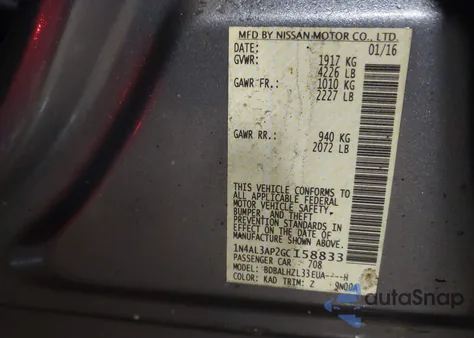 MFD BY NISSAN MOTOR CO., LTD.
DATE: 01/16
GVWR: 1917 KG
4226 LB
GAWR FR.: 1010 KG
2227 LB
GAWR RR.: 940 KG
2072 LB
THIS VEHICLE CONFORMS TO
ALL APPLICABLE FEDERAL
MOTOR VEHICLE SAFETY,
BUMPER, AND THEFT
PREVENTION STANDARDS IN
EFFECT ON THE DATE OF
MANUFACTURE SHOWN ABOVE.
1N4AL3AP2GC158833
PASSENGER CAR 708
MODEL: BDBALHZL33EUA----H
COLOR: KAD TRIM: Z
autaSnap